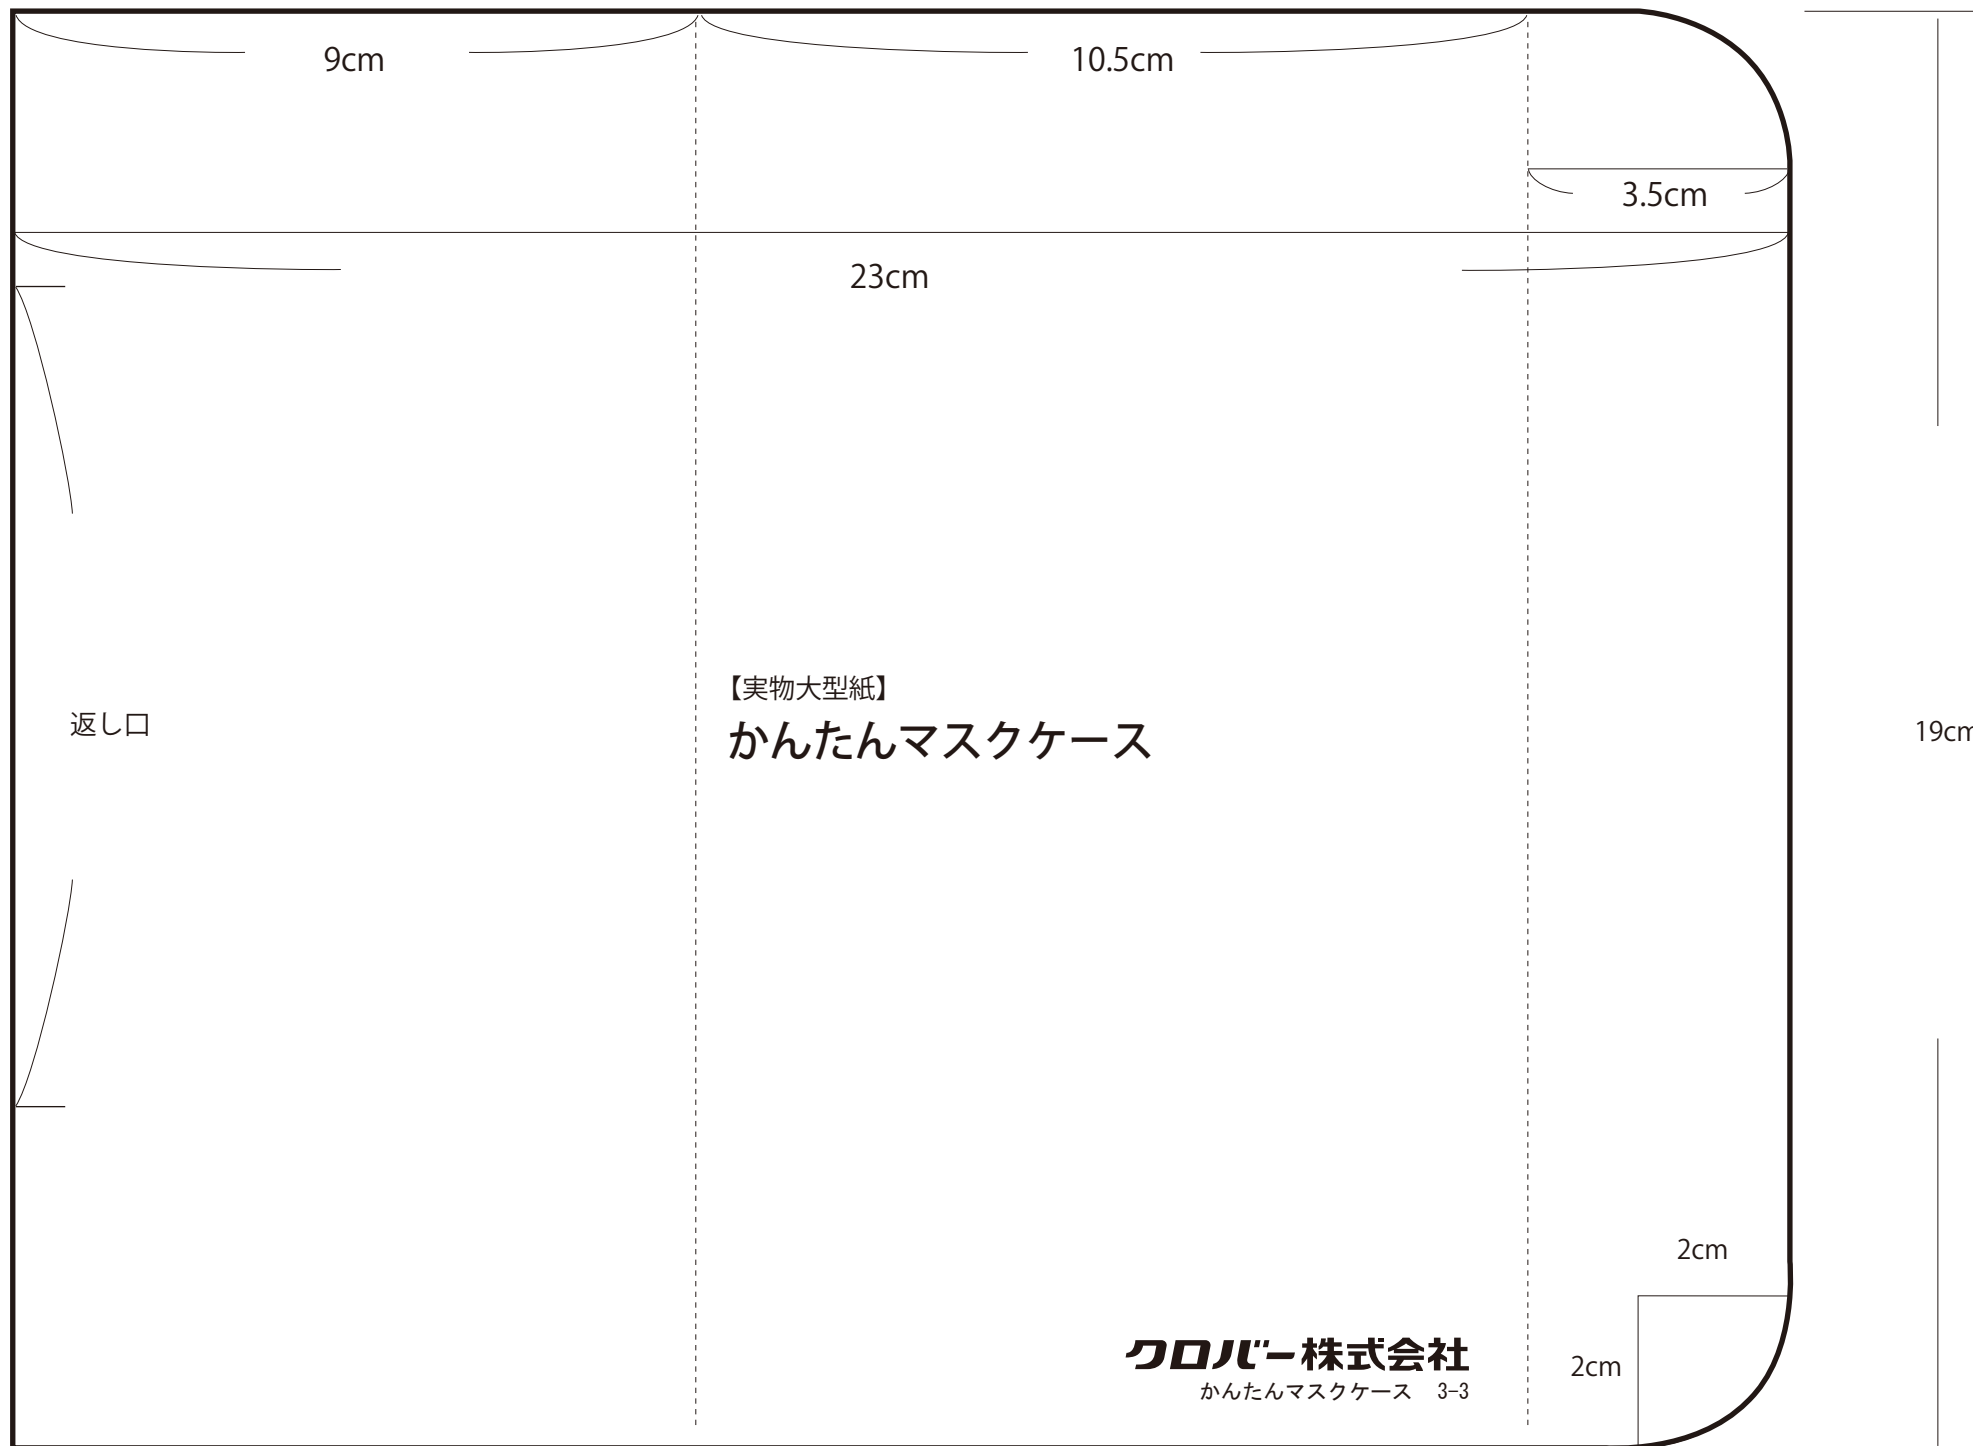 9cm
10.5cm
3.5cm
23cm
【実物大型紙】
かんたんマスクケース
返し口
19cm
2cm
2cm
クロバー株式会社
かんたんマスクケース 3-3